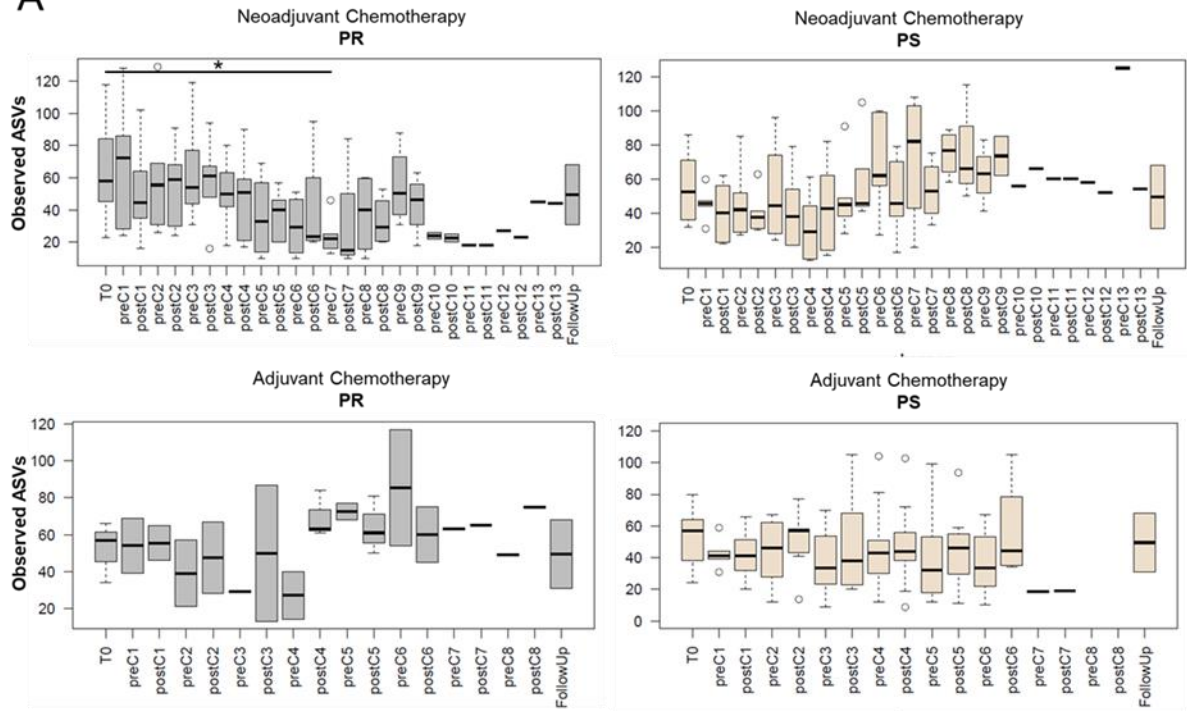 A
Neoadjuvant Chemotherapy
PR
Observed ASVs
120
100
80
60
40
20
*
T0 preC1 postC1 preC2 postC2 preC3 postC3 preC4 postC4 preC5 postC5 preC6 postC6 preC7 postC7 preC8 postC8 preC9 postC9 preC10 postC10 preC11 postC11 preC12 postC12 preC13 postC13 FollowUp
Neoadjuvant Chemotherapy
PS
120
100
80
60
40
20
T0 preC1 postC1 preC2 postC2 preC3 postC3 preC4 postC4 preC5 postC5 preC6 postC6 preC7 postC7 preC8 postC8 preC9 postC9 preC10 postC10 preC11 postC11 preC12 postC12 preC13 postC13 FollowUp
Adjuvant Chemotherapy
PR
Observed ASVs
120
100
80
60
40
20
T0 preC1 postC1 preC2 postC2 preC3 postC3 preC4 postC4 preC5 postC5 preC6 postC6 preC7 postC7 preC8 postC8 FollowUp
Adjuvant Chemotherapy
PS
120
100
80
60
40
20
0
T0 preC1 postC1 preC2 postC2 preC3 postC3 preC4 postC4 preC5 postC5 preC6 postC6 preC7 postC7 preC8 postC8 FollowUp